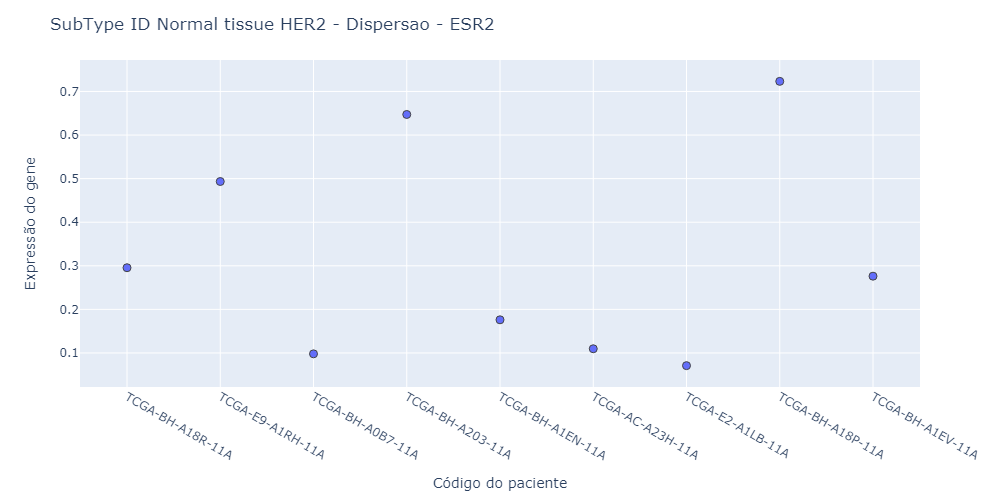 SubType ID Normal tissue HER2 - Dispersao - ESR2
Expressão do gene
0.7
0.6
0.5
0.4
0.3
0.2
0.1
TCGA-BH-A18R-11A
TCGA-E9-A1RH-11A
TCGA-BH-A0B7-11A
TCGA-BH-A203-11A
TCGA-BH-A1EN-11A
TCGA-AC-A23H-11A
TCGA-E2-A1LB-11A
TCGA-BH-A18P-11A
TCGA-BH-A1EV-11A
Código do paciente